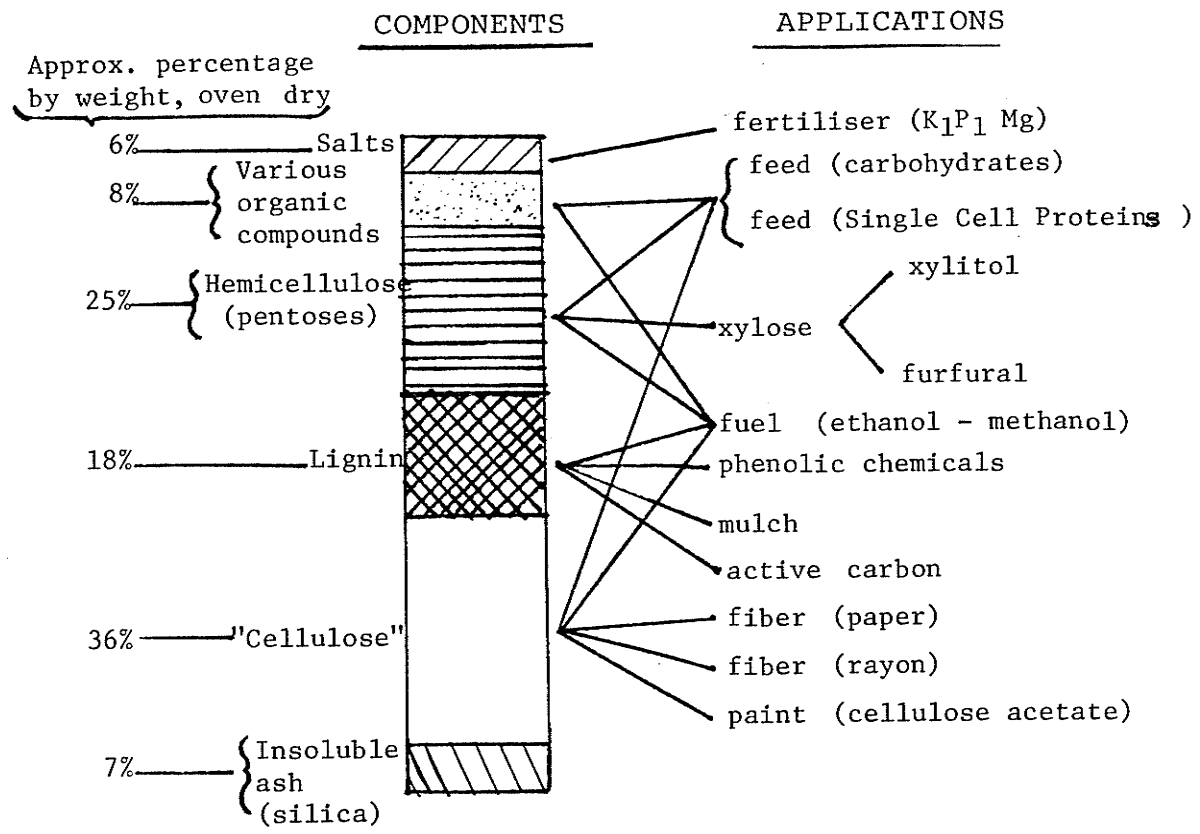 COMPONENTS
APPLICATIONS
Approx. percentage
by weight, oven dry
6% Salts
8% Various
organic
compounds
25% Hemicellulose
(pentoses)
18% Lignin
36% "Cellulose"
7% Insoluble
ash
(silica)
fertiliser (K₁P₁ Mg)
feed (carbohydrates)
feed (Single Cell Proteins )
xylitol
xylose
furfural
fuel (ethanol - methanol)
phenolic chemicals
mulch
active carbon
fiber (paper)
fiber (rayon)
paint (cellulose acetate)